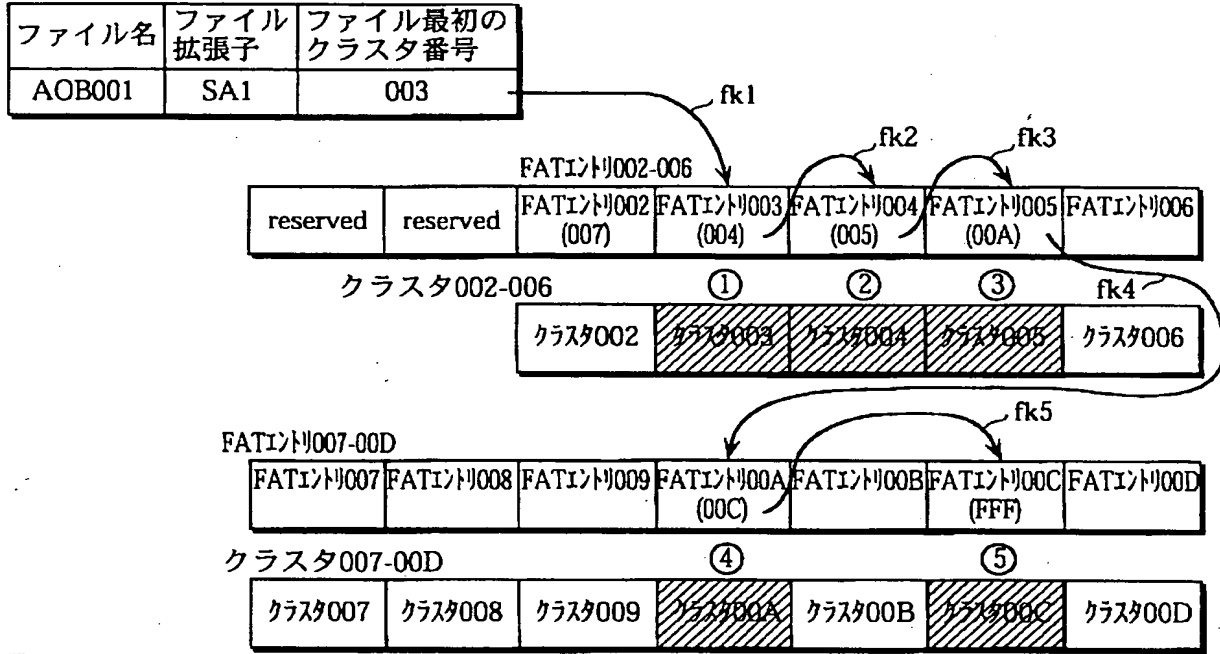 ファイル名 ファイル拡張子 ファイル最初のクラスタ番号
AOB001 SA1 003
fk1
fk2
fk3
FATエントリ002-006
reserved reserved FATエントリ002 (007) FATエントリ003 (004) FATエントリ004 (005) FATエントリ005 (00A) FATエントリ006
fk4
クラスタ002-006 ① ② ③
クラスタ002 クラスタ003 クラスタ004 クラスタ005 クラスタ006
fk5
FATエントリ007-00D
FATエントリ007 FATエントリ008 FATエントリ009 FATエントリ00A (00C) FATエントリ00B FATエントリ00C (FFF) FATエントリ00D
クラスタ007-00D ④ ⑤
クラスタ007 クラスタ008 クラスタ009 クラスタ00A クラスタ00B クラスタ00C クラスタ00D